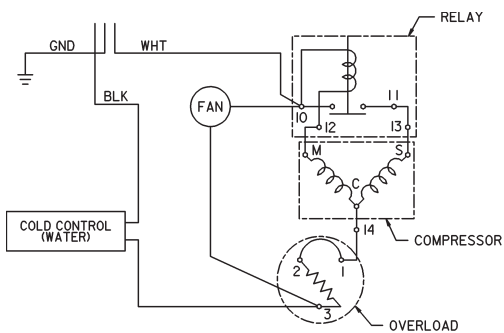 RELAY
GND
WHT
BLK
FAN
10
11
12
13
M
S
C
COLD CONTROL
(WATER)
14
COMPRESSOR
2
1
3
OVERLOAD